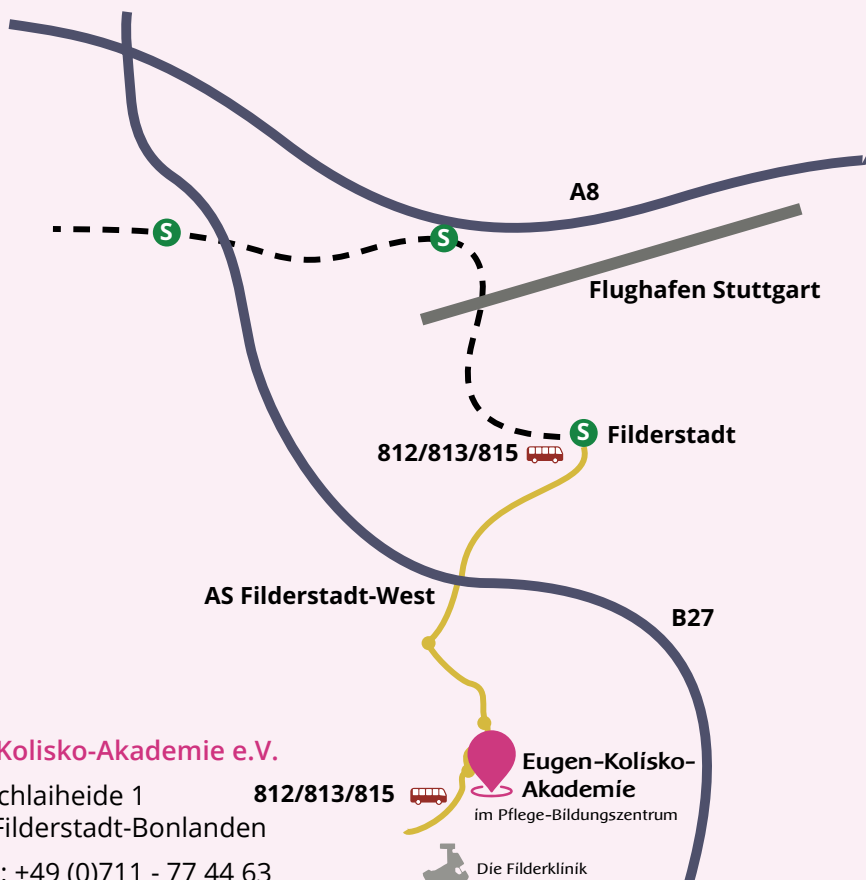 A8
S
S
Flughafen Stuttgart
S
Filderstadt
812/813/815
AS Filderstadt-West
B27
Kolisko-Akademie e.V.
chlaiheide 1
Filderstadt-Bonlanden
: +49 (0)711 - 77 44 63
812/813/815
Eugen-Kolisko-
Akademie
im Pflege-Bildungszentrum
Die Filderklinik